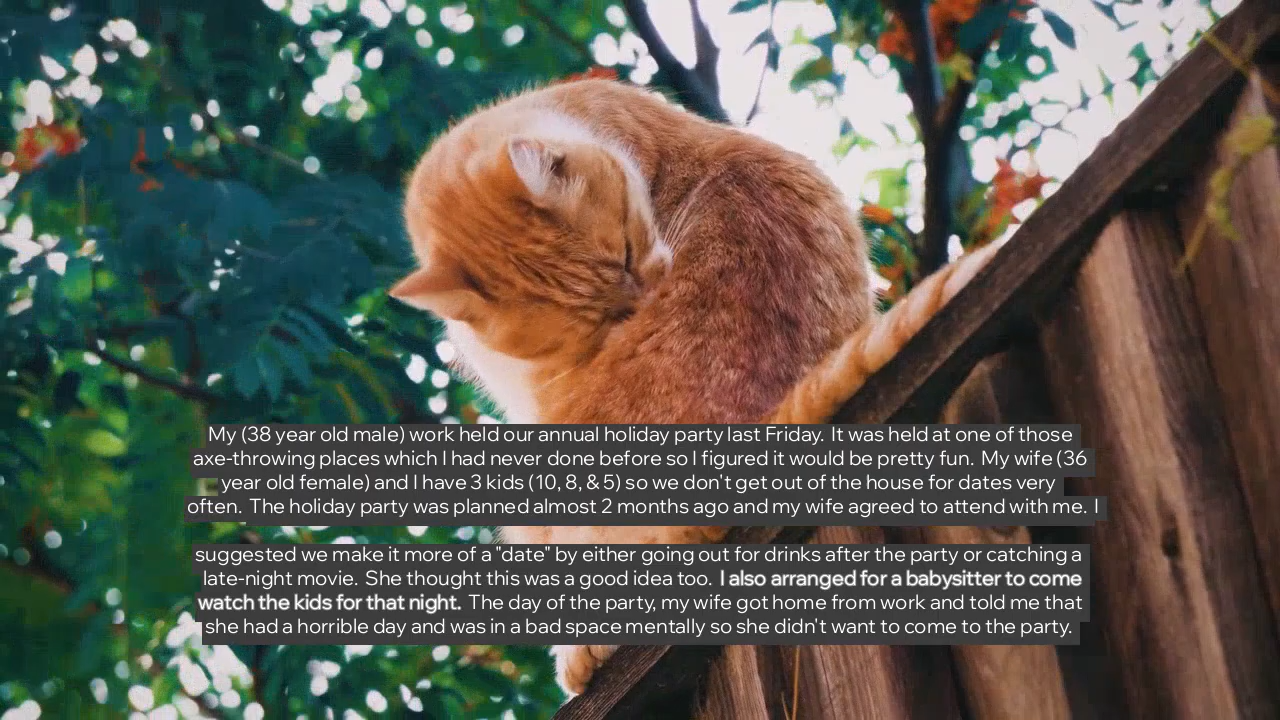 My (38 year old male) work held our annual holiday party last Friday. It was held at one of those
axe-throwing places which I had never done before so I figured it would be pretty fun. My wife (36
year old female) and I have 3 kids (10, 8, & 5) so we don't get out of the house for dates very
often. The holiday party was planned almost 2 months ago and my wife agreed to attend with me. I
suggested we make it more of a "date" by either going out for drinks after the party or catching a
late-night movie. She thought this was a good idea too. I also arranged for a babysitter to come
watch the kids for that night. The day of the party, my wife got home from work and told me that
she had a horrible day and was in a bad space mentally so she didn't want to come to the party.